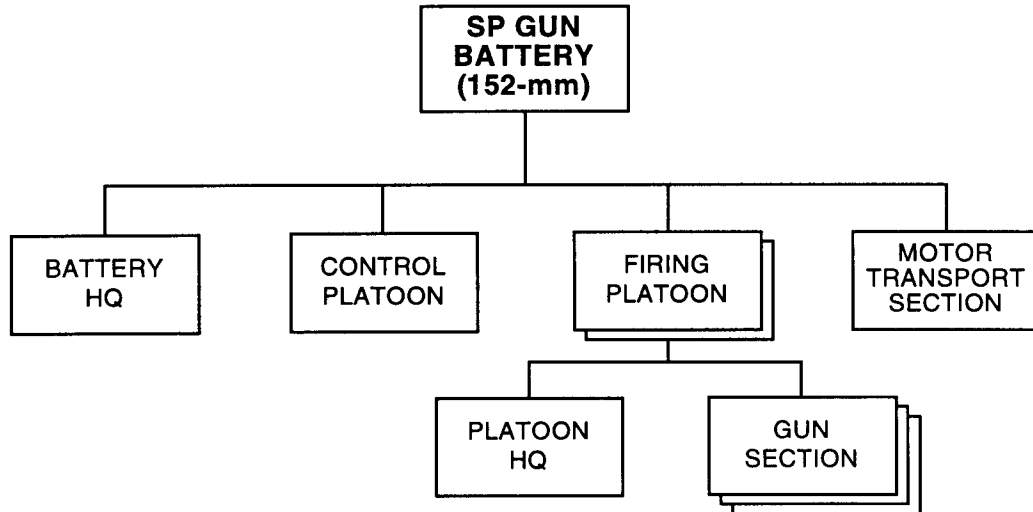 SP GUN
BATTERY
(152-mm)
BATTERY
HQ
CONTROL
PLATOON
FIRING
PLATOON
MOTOR
TRANSPORT
SECTION
PLATOON
HQ
GUN
SECTION